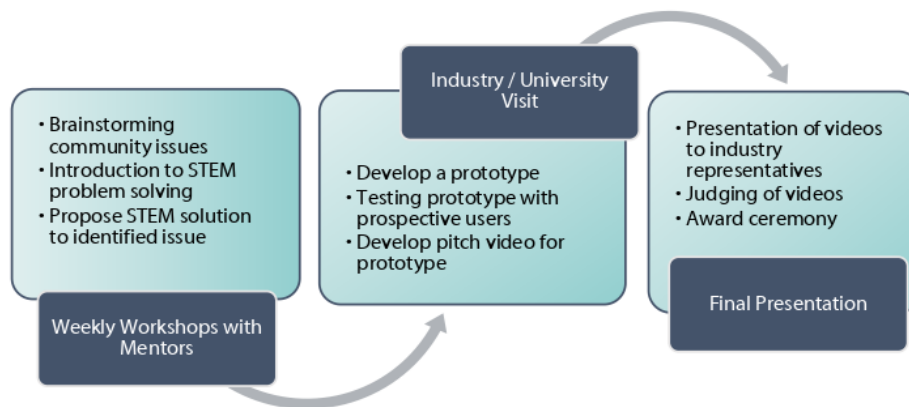 • Brainstorming
community issues
• Introduction to STEM
problem solving
• Propose STEM solution
to identified issue
Weekly Workshops with
Mentors
Industry / University
Visit
• Develop a prototype
• Testing prototype with
prospective users
• Develop pitch video for
prototype
• Presentation of videos
to industry
representatives
• Judging of videos
• Award ceremony
Final Presentation